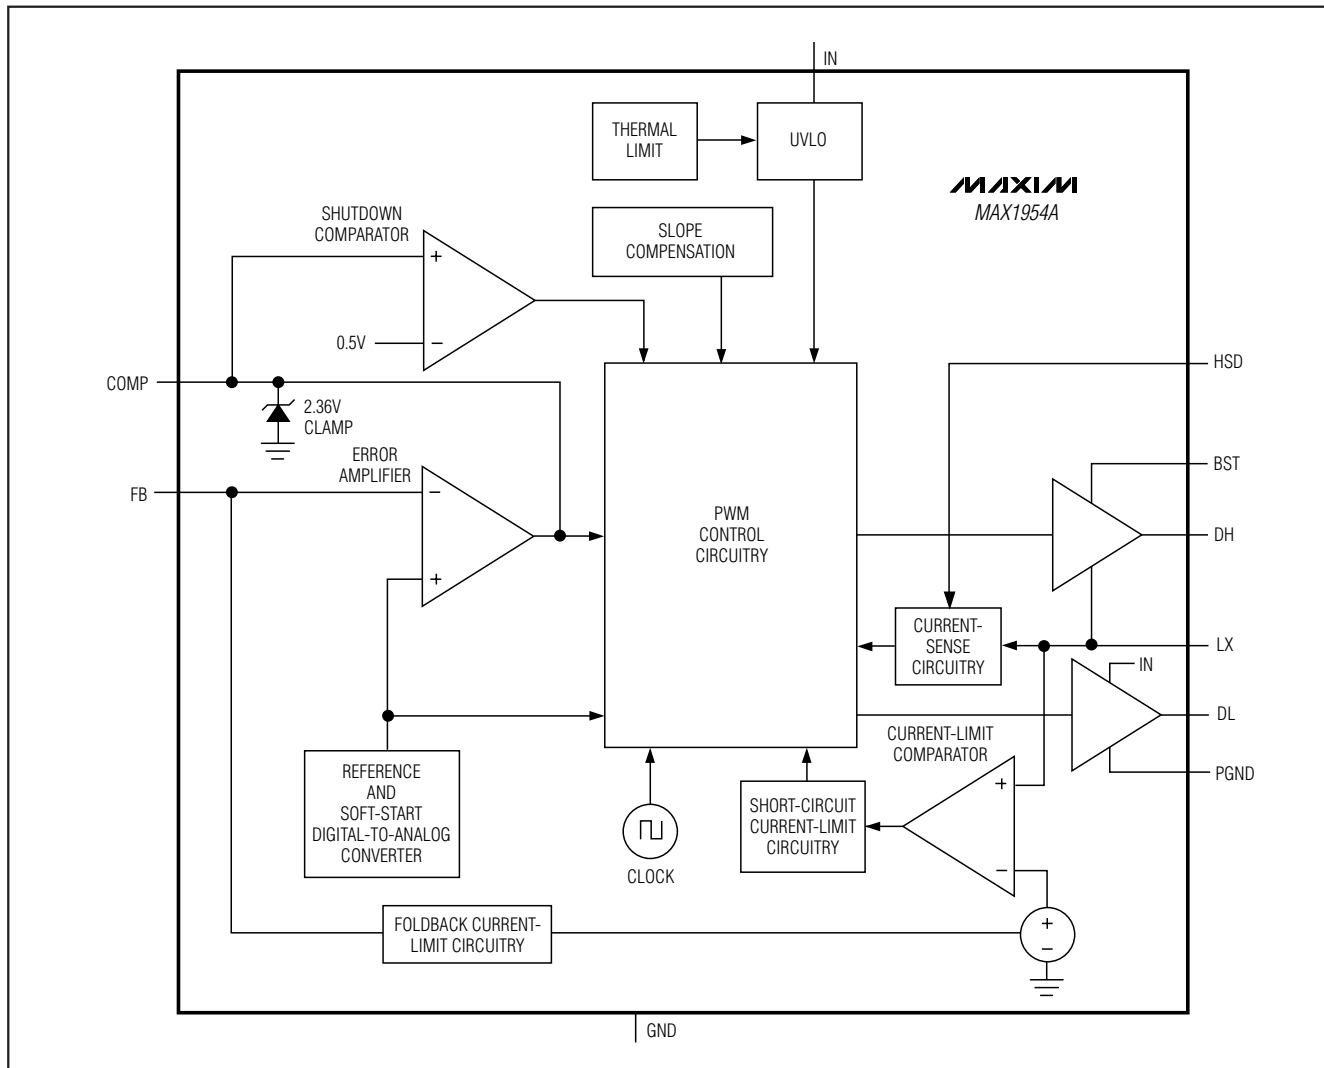 IN
THERMAL
LIMIT
UVLO
MAXIM
MAX1954A
SHUTDOWN
COMPARATOR
SLOPE
COMPENSATION
+
0.5V
−
HSD
COMP
2.36V
CLAMP
ERROR
AMPLIFIER
BST
FB
−
PWM
CONTROL
CIRCUITRY
DH
+
CURRENT-
SENSE
CIRCUITRY
LX
IN
DL
CURRENT-LIMIT
COMPARATOR
REFERENCE
AND
SOFT-START
DIGITAL-TO-ANALOG
CONVERTER
PGND
+
SHORT-CIRCUIT
CURRENT-LIMIT
CIRCUITRY
−
CLOCK
FOLDBACK CURRENT-
LIMIT CIRCUITRY
+
−
GND